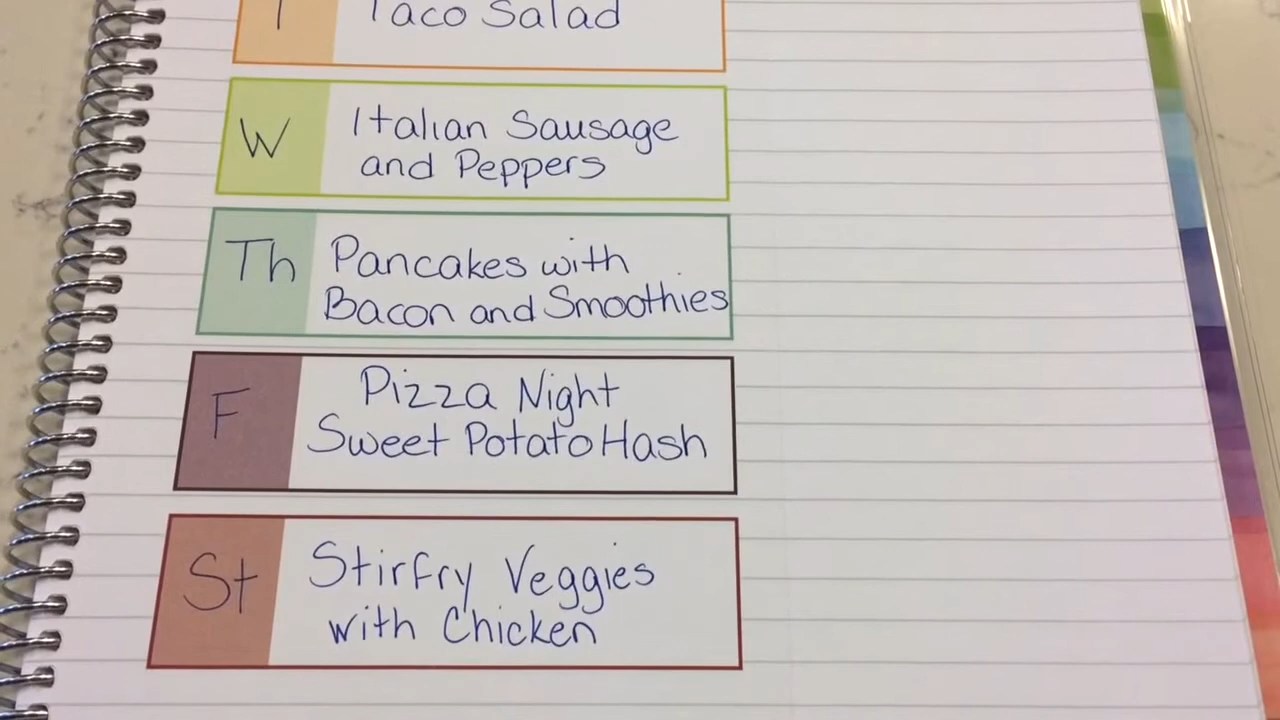 T
Taco Salad
W
Italian Sausage
and Peppers
Th
Pancakes with
Bacon and Smoothies
F
Pizza Night
Sweet Potato Hash
St
Stirfry Veggies
with Chicken